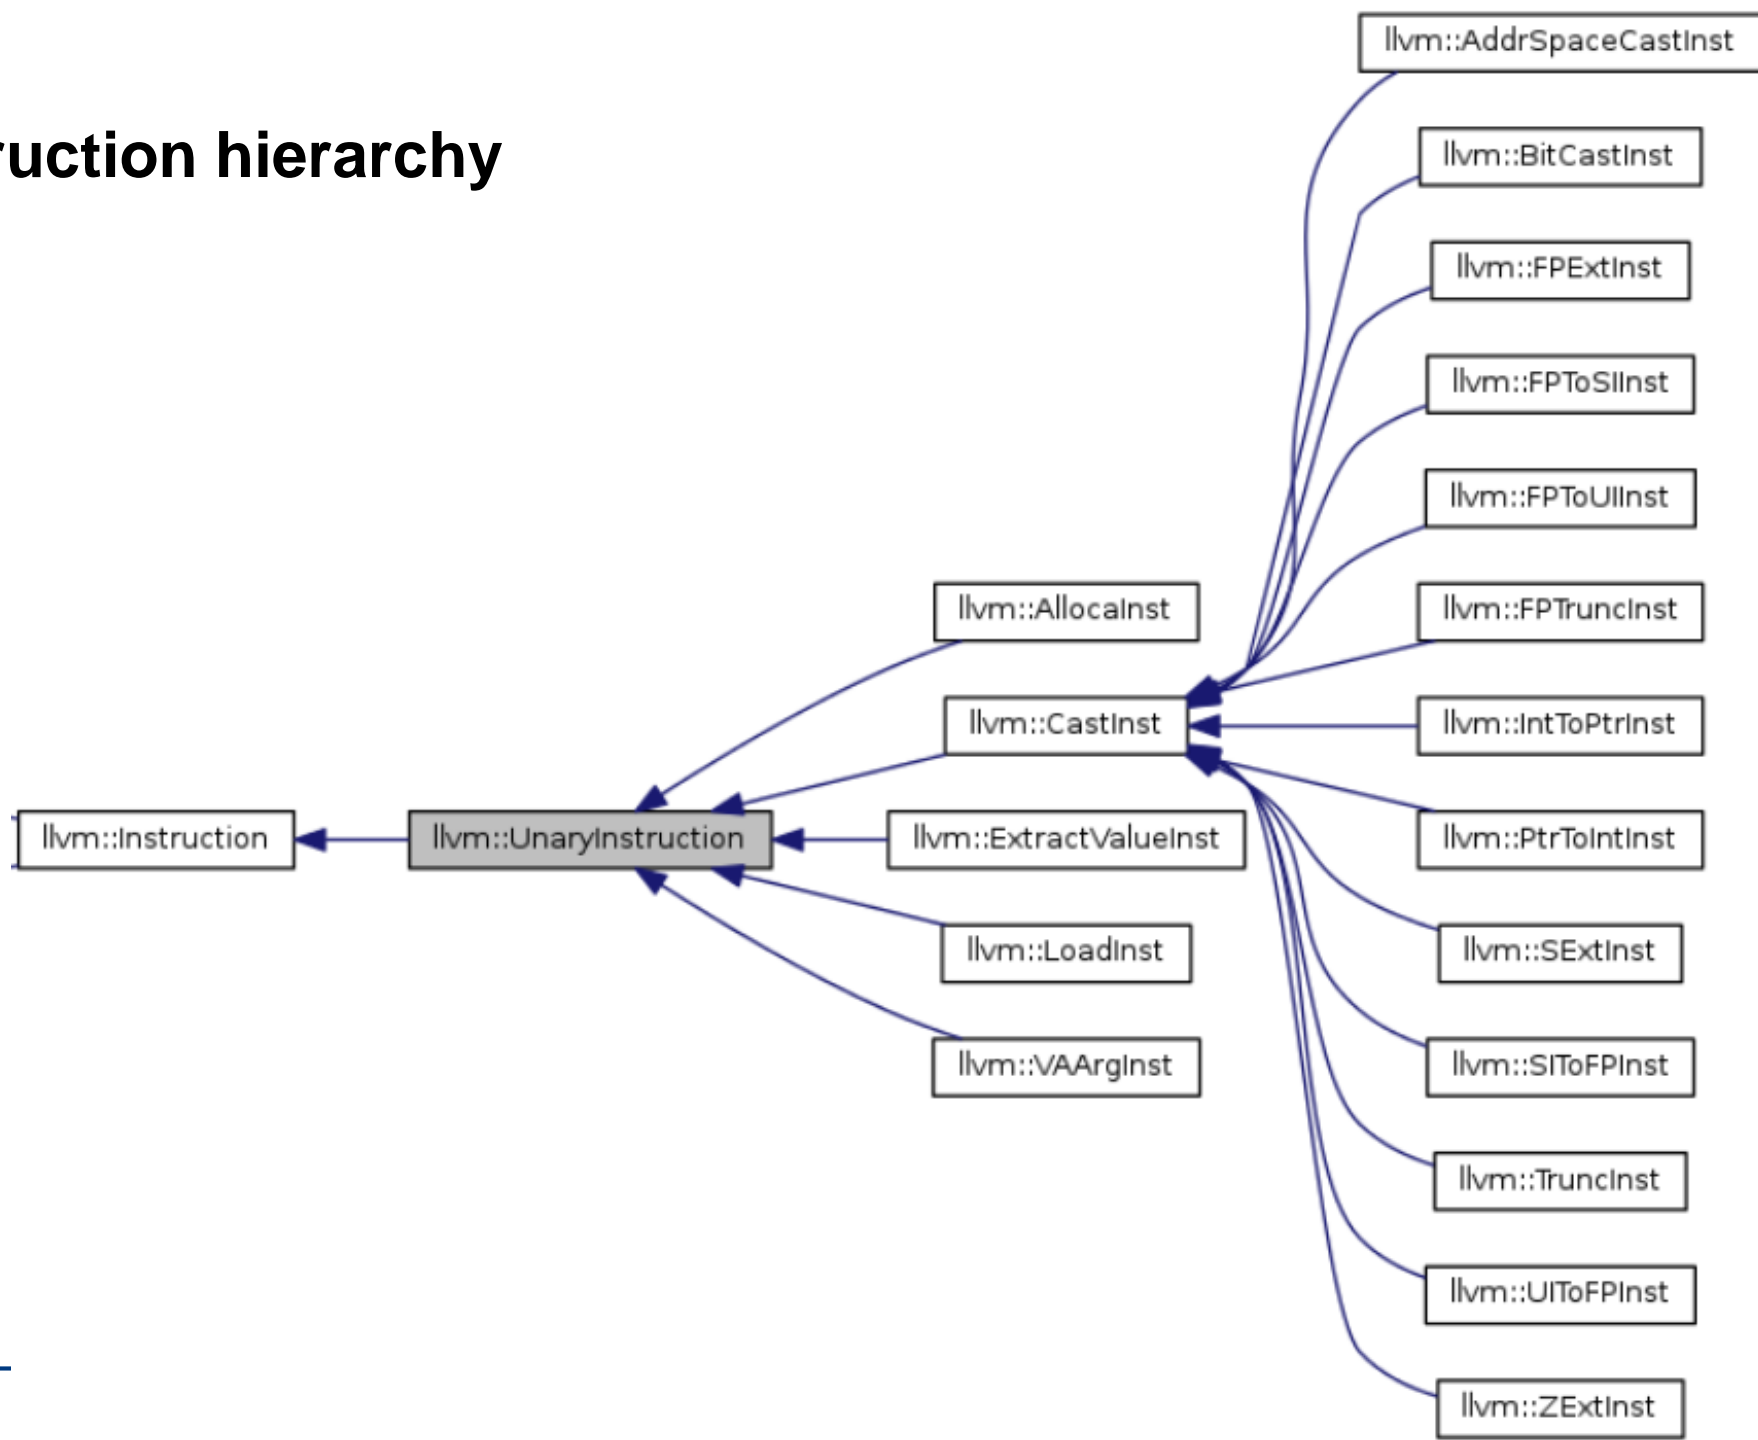 ruction hierarchy
llvm::AddrSpaceCastInst
llvm::BitCastInst
llvm::FPExtInst
llvm::FPToSIInst
llvm::FPToUIInst
llvm::AllocaInst
llvm::FPTruncInst
llvm::CastInst
llvm::IntToPtrInst
llvm::Instruction
llvm::UnaryInstruction
llvm::ExtractValueInst
llvm::PtrToIntInst
llvm::LoadInst
llvm::SExtInst
llvm::VAArgInst
llvm::SIToFPInst
llvm::TruncInst
llvm::UIToFPInst
llvm::ZExtInst